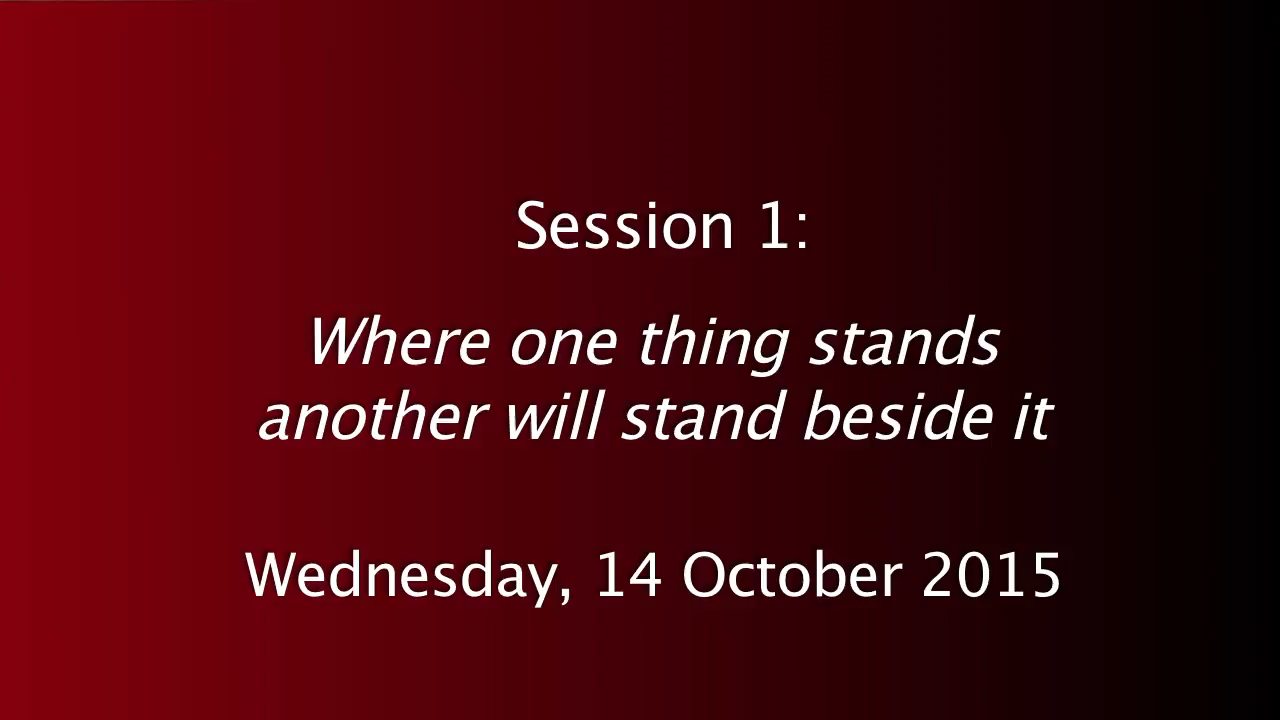 Session 1:
Where one thing stands
another will stand beside it
Wednesday, 14 October 2015